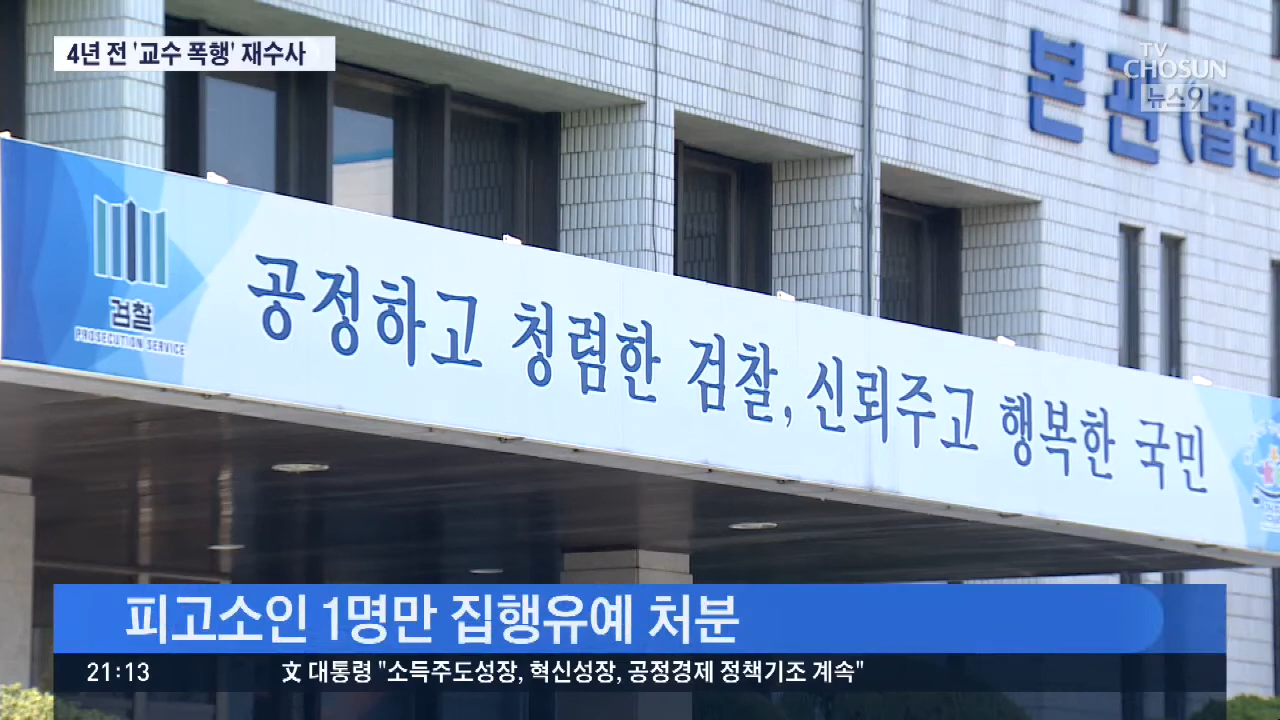 4년 전 '교수 폭행' 재수사
TV
CHOSUN
뉴스9
본관(별관
검찰
PROSECUTION SERVICE
공정하고 청렴한 검찰, 신뢰주고 행복한 국민
피고소인 1명만 집행유예 처분
21:13 文 대통령 "소득주도성장, 혁신성장, 공정경제 정책기조 계속"